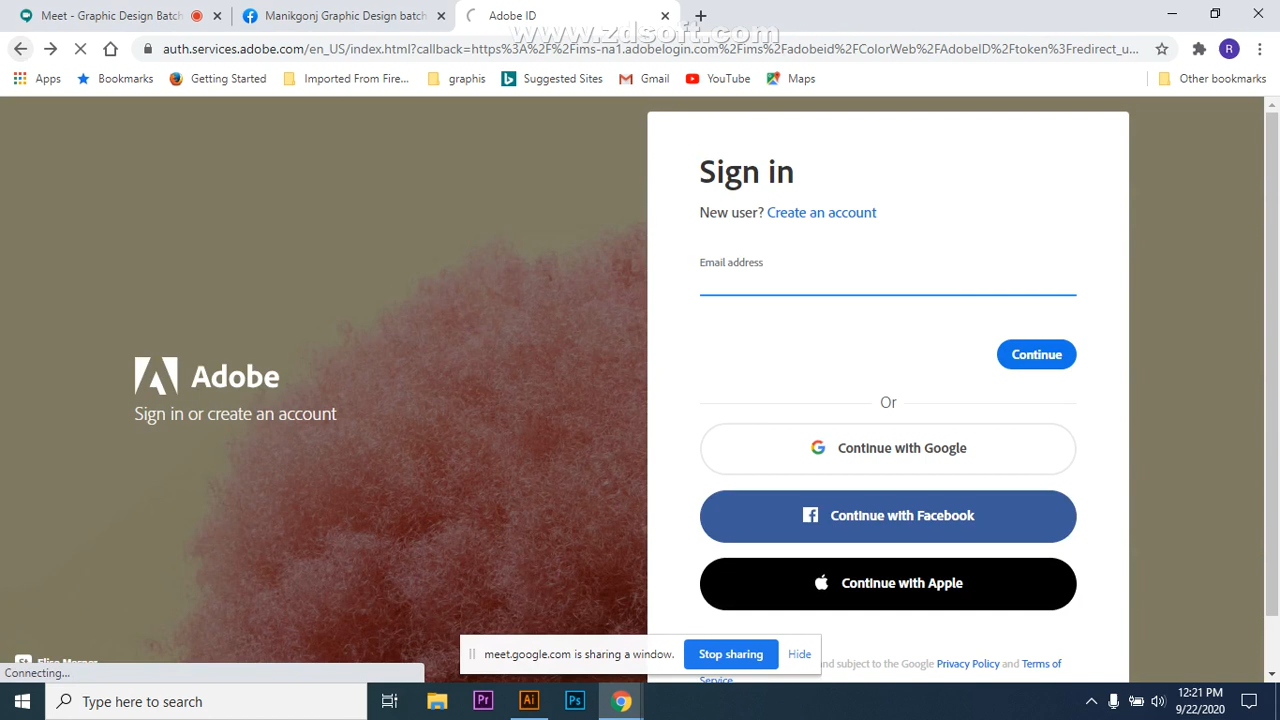 Meet - Graphic Design Batch
Manikgonj Graphic Design batch
Adobe ID
www.zdsoft.com
auth.services.adobe.com/en_US/index.html?callback=https%3A%2F%2Fims-na1.adobelogin.com%2Fims%2Fadobeid%2FColorWeb%2FAdobeID%2Ftoken%3Fredirect_u...
R
Apps
Bookmarks
Getting Started
Imported From Fire...
graphis
Suggested Sites
Gmail
YouTube
Maps
Other bookmarks
Sign in
New user? Create an account
Email address
Continue
Or
Continue with Google
Continue with Facebook
Continue with Apple
Adobe
Sign in or create an account
meet.google.com is sharing a window.
Stop sharing
Hide
and subject to the Google Privacy Policy and Terms of
Service
Connecting...
Type here to search
Pr
Ai
Ps
12:21 PM
9/22/2020